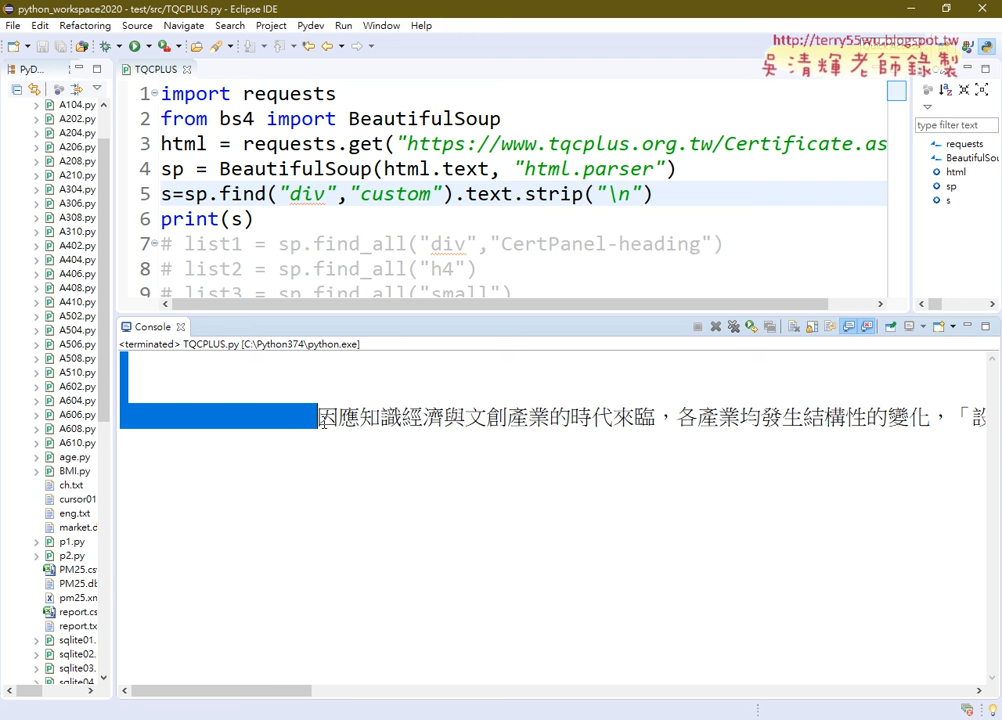 python_workspace2020 - test/src/TQCPLUS.py - Eclipse IDE
File Edit Refactoring Source Navigate Search Project Pydev Run Window Help
http://terry55wu.blogspot.tw
吳清輝老師錄製
PyD...
TQCPLUS
A104.py
A202.py
A204.py
A206.py
A208.py
A210.py
A304.py
A306.py
A308.py
A310.py
A402.py
A404.py
A406.py
A408.py
A410.py
A502.py
A504.py
A506.py
A508.py
A510.py
A602.py
A604.py
A606.py
A608.py
A610.py
age.py
BMI.py
ch.txt
cursor01
eng.txt
market.d
p1.py
p2.py
PM25.cs
PM25.db
pm25.xn
report.cs
report.tx
sqlite01.
sqlite02.
sqlite03.
sqlite04.
1 import requests
2 from bs4 import BeautifulSoup
3 html = requests.get("https://www.tqcplus.org.tw/Certificate.as
4 sp = BeautifulSoup(html.text, "html.parser")
5 s=sp.find("div","custom").text.strip("\n")
6 print(s)
7 # list1 = sp.find_all("div","CertPanel-heading")
8 # list2 = sp.find_all("h4")
9 # list3 = sp.find_all("small")
type filter text
requests
BeautifulSou
html
sp
s
Console
<terminated> TQCPLUS.py [C:\Python374\python.exe]
因應知識經濟與文創產業的時代來臨，各產業均發生結構性的變化，「設